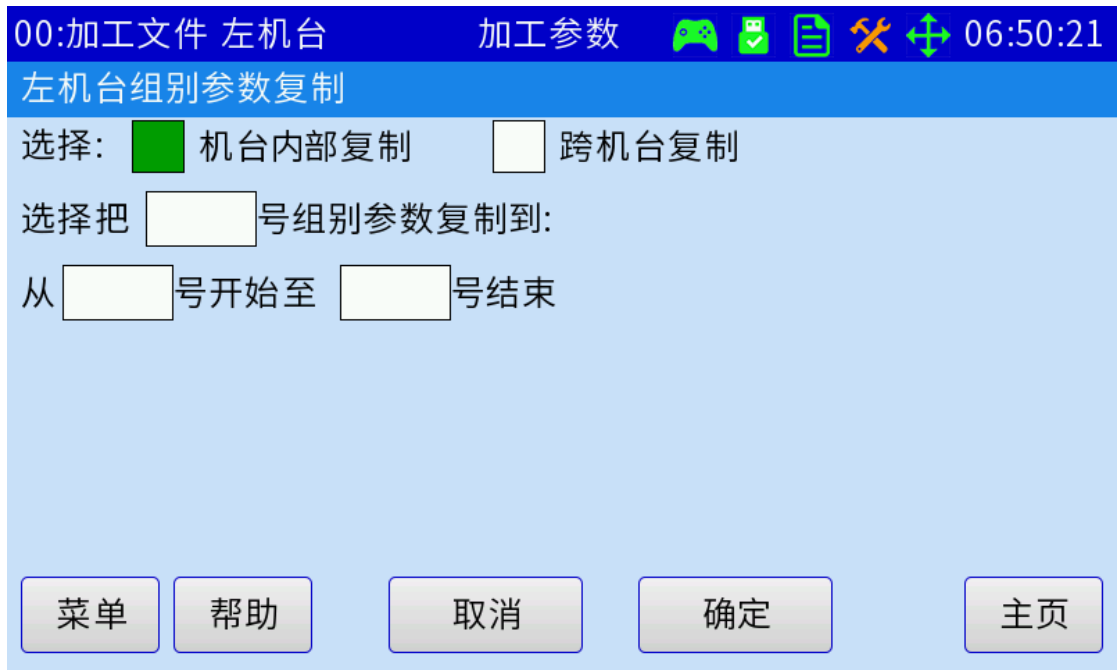 00:加工文件 左机台 加工参数 06:50:21
左机台组别参数复制
选择: 机台内部复制 跨机台复制
选择把 号组别参数复制到:
从 号开始至 号结束
菜单 帮助 取消 确定 主页